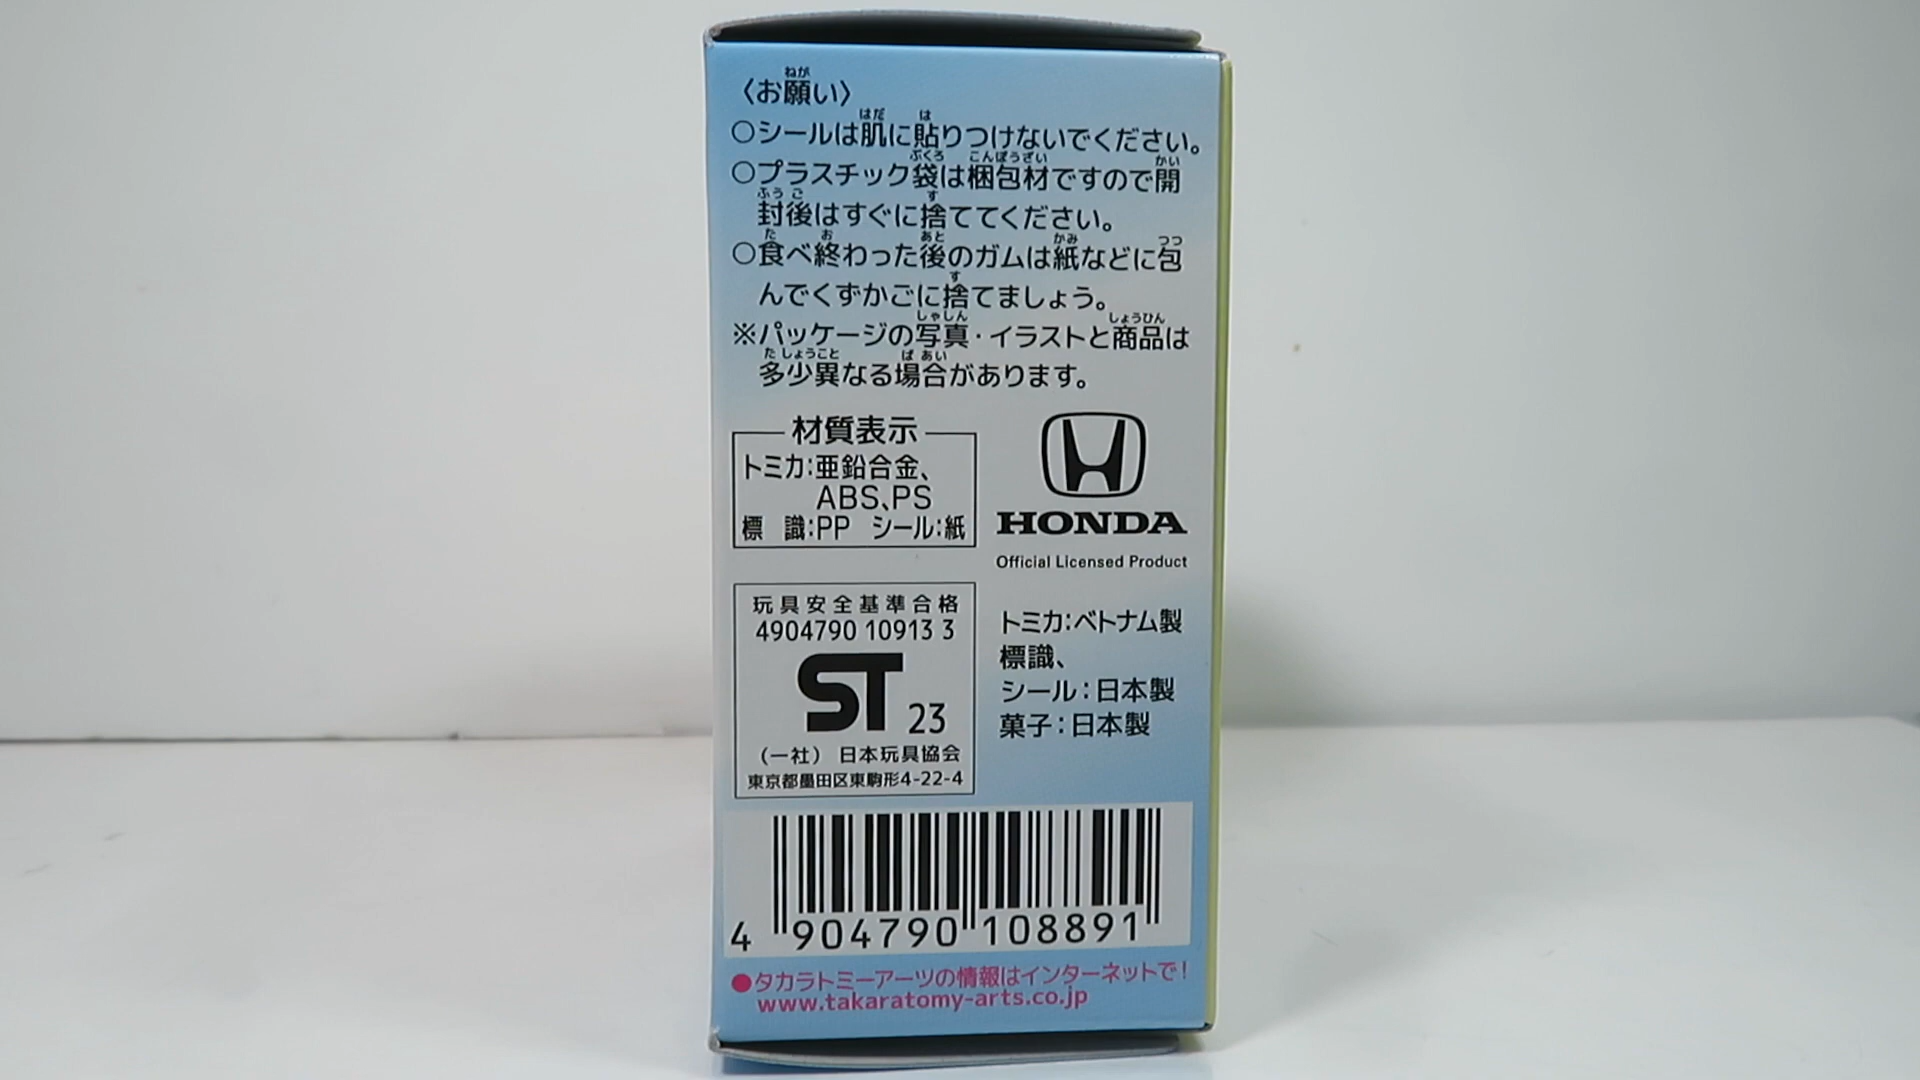 〈お願い〉
○シールは肌に貼りつけないでください。
○プラスチック袋は梱包材ですので開
封後はすぐに捨ててください。
○食べ終わった後のガムは紙などに包
んでくずかごに捨てましょう。
※パッケージの写真・イラストと商品は
多少異なる場合があります。
材質表示
トミカ:亜鉛合金、
ABS、PS
標 識:PP シール:紙
HONDA
Official Licensed Product
玩具安全基準合格
4904790 10913 3
ST 23
(一社) 日本玩具協会
東京都墨田区東駒形4-22-4
トミカ:ベトナム製
標識、
シール:日本製
菓子:日本製
4 904790 108891
●タカラトミーアーツの情報はインターネットで!
www.takaratomy-arts.co.jp